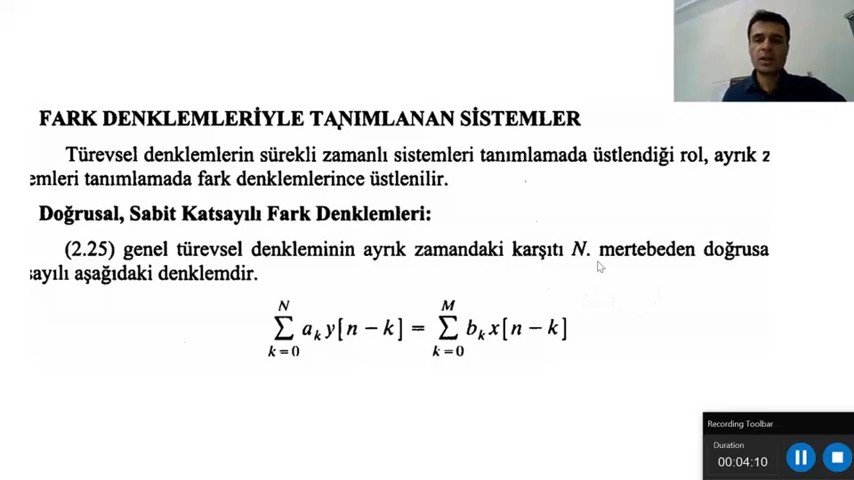 FARK DENKLEMLERİYLE TANIMLANAN SİSTEMLER
Türevsel denklemlerin sürekli zamanlı sistemleri tanımlamada üstlendiği rol, ayrık z
emleri tanımlamada fark denklemlerince üstlenilir.
Doğrusal, Sabit Katsayılı Fark Denklemleri:
(2.25) genel türevsel denkleminin ayrık zamandaki karşıtı N. mertebeden doğrusa
sayılı aşağıdaki denklemdir.
N M
∑ aₖ y[n − k] = ∑ bₖ x[n − k]
k = 0 k = 0
Recording Toolbar
Duration
00:04:10